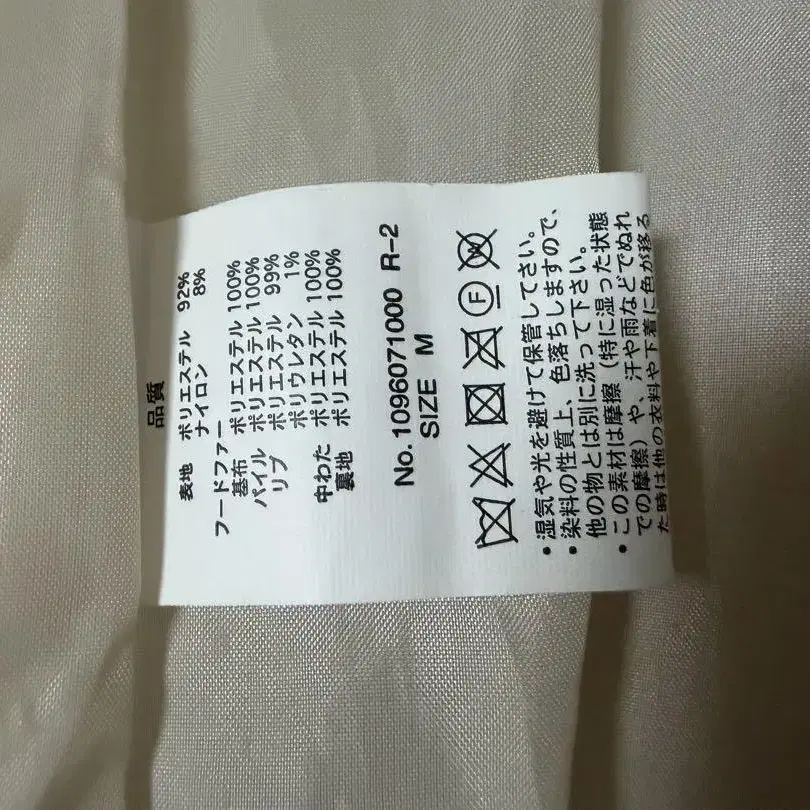 品質
表地 ポリエステル 92%
ナイロン 8%
フードファー
基布 ポリエステル 100%
パイル ポリエステル 100%
リブ ポリエステル 99%
ポリウレタン 1%
中わた ポリエステル 100%
裏地 ポリエステル 100%
No. 1096071000 R-2
SIZE M
F W
・湿気や光を避けて保管して下さい。
・染料の性質上、色落ちしますので、
他の物とは別に洗って下さい。
・この素材は摩擦（特に湿った状態
での摩擦）や、汗や雨などでぬれ
た時は他の衣料や下着に色が移る